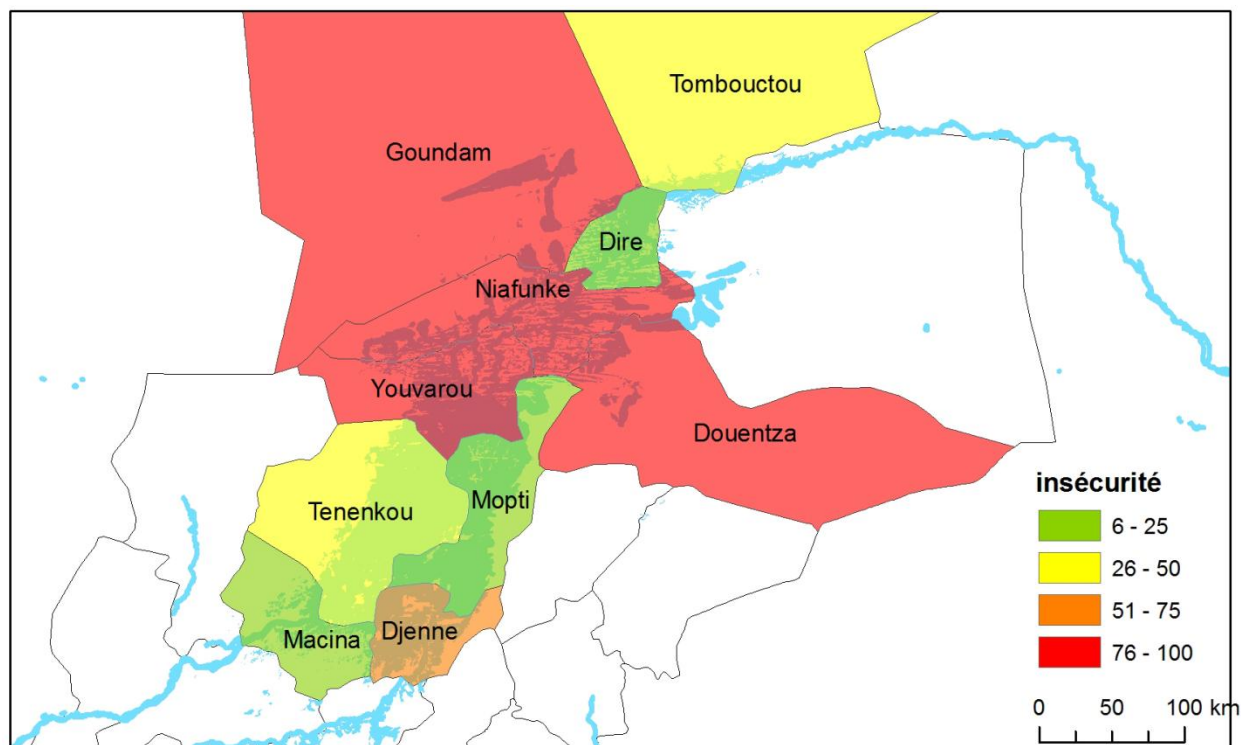 Tombouctou
Goundam
Dire
Niafunke
Youvarou
Douentza
Tenenkou
Mopti
Macina
Djenne
insécurité
6 - 25
26 - 50
51 - 75
76 - 100
0 50 100 km